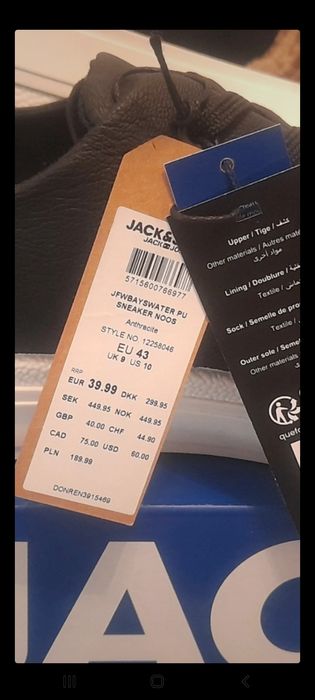 JACK&J
JACK&JO
5715600768977
JFWBAYSWATER PU
SNEAKER NOOS
Anthracite
STYLE NO. 12258046
EU 43
UK 9 US 10
RRP
EUR 39.99 DKK 299.95
SEK 449.95 NOK 449.95
GBP 40.00 CHF 44.90
CAD 75.00 USD 60.00
PLN 189.99
DONREN3915469
Upper / Tige /
Other materials / Autres maté
مواد أخرى
Lining / Doublure /
Textile /
Sock / Semelle de pro
Textile /
Outer sole / Semelle
Other materials
quefa
JAC